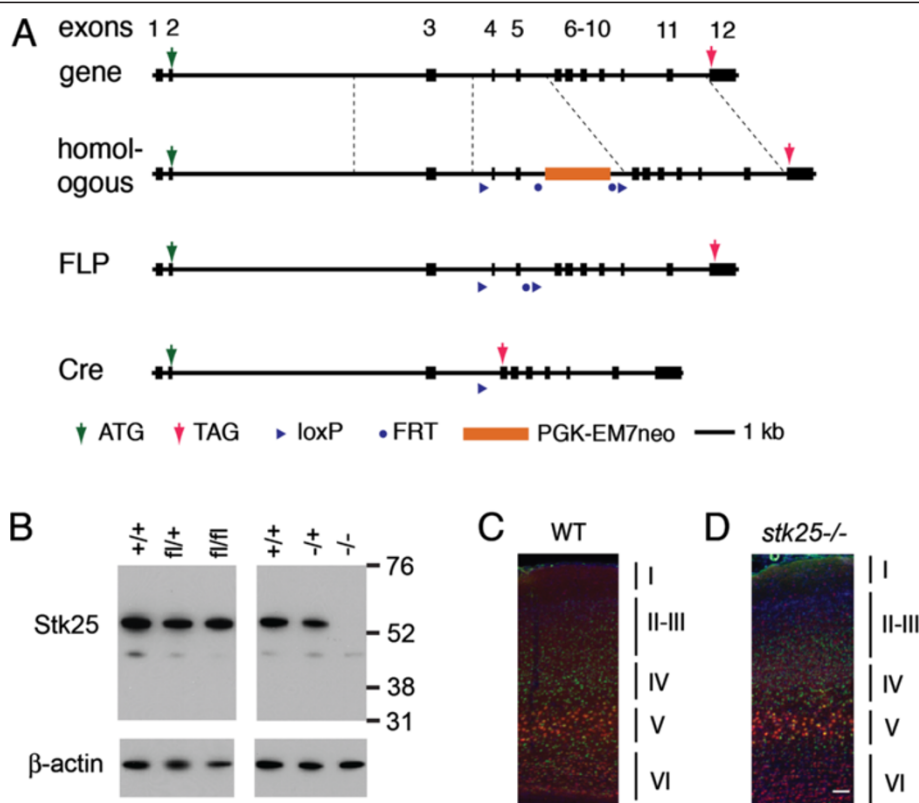 A
exons 1 2 3 4 5 6-10 11 12
gene
homol-
ogous
FLP
Cre
ATG TAG loxP FRT PGK-EM7neo 1 kb
B
+/+ fl/+ fl/fl +/+ -/+ -/-
Stk25
76
52
38
31
β-actin
C
WT
I
II-III
IV
V
VI
D
stk25-/-
I
II-III
IV
V
VI